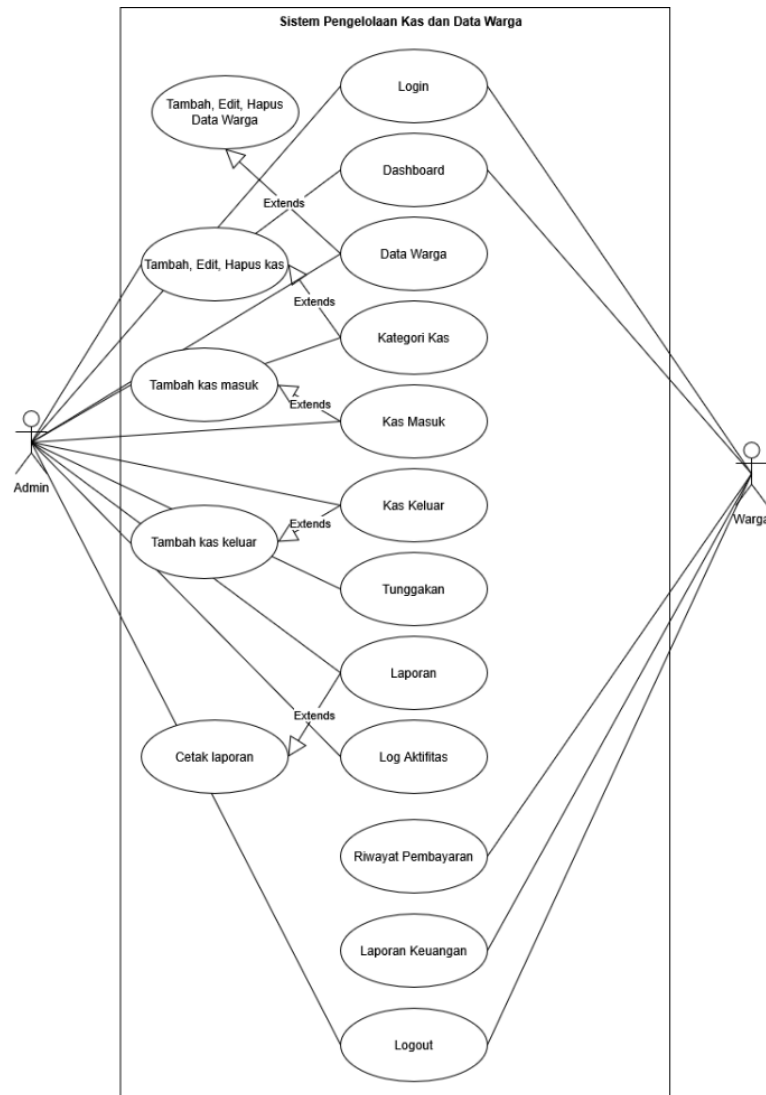 Sistem Pengelolaan Kas dan Data Warga
Login
Tambah, Edit, Hapus
Data Warga
Dashboard
Extends
Data Warga
Tambah, Edit, Hapus kas
Extends
Kategori Kas
Tambah kas masuk
Extends
Kas Masuk
Admin
Warga
Kas Keluar
Extends
Tambah kas keluar
Tunggakan
Laporan
Extends
Cetak laporan
Log Aktifitas
Riwayat Pembayaran
Laporan Keuangan
Logout